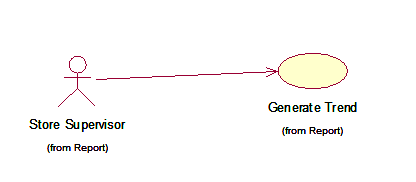 Generate Trend
(from Report)
Store Supervisor
(from Report)